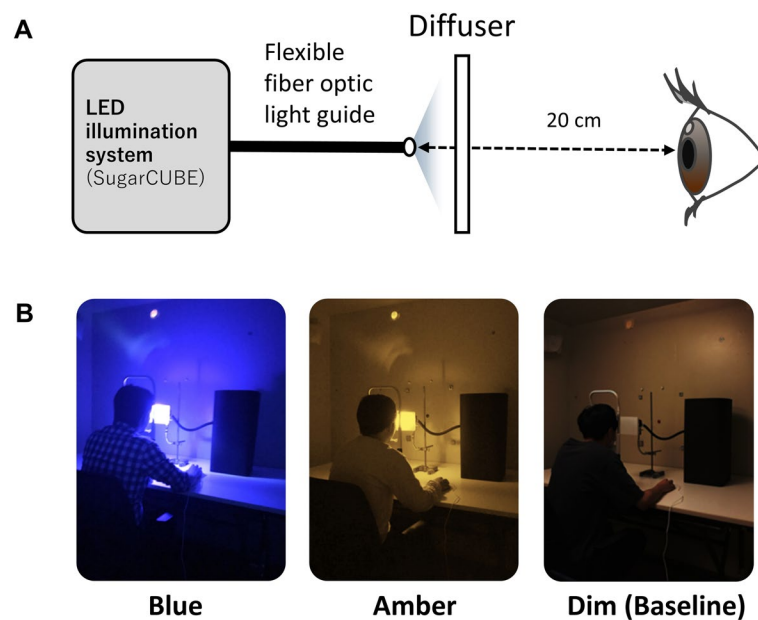 A
Diffuser
Flexible
fiber optic
light guide
LED
illumination
system
(SugarCUBE)
20 cm
B
Blue
Amber
Dim (Baseline)